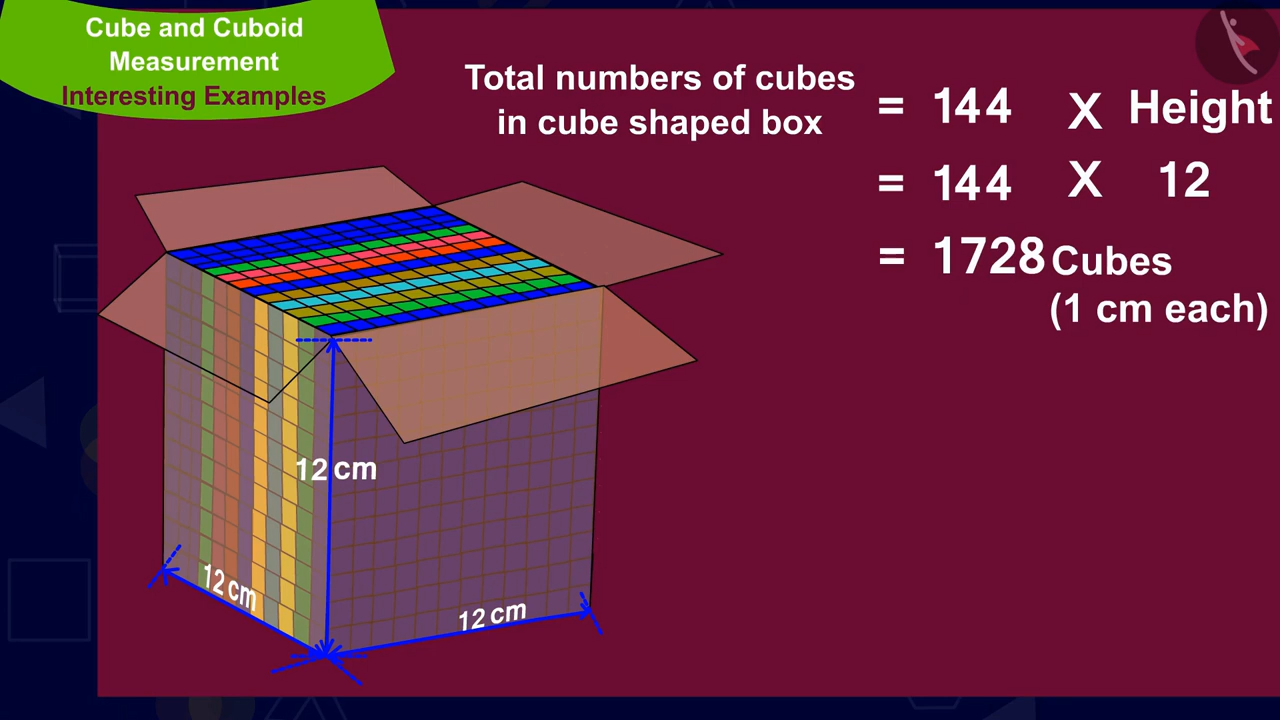 Cube and Cuboid
Measurement
Interesting Examples
Total numbers of cubes
in cube shaped box
= 144 X Height
= 144 X 12
= 1728 Cubes
(1 cm each)
12 cm
12 cm
12 cm